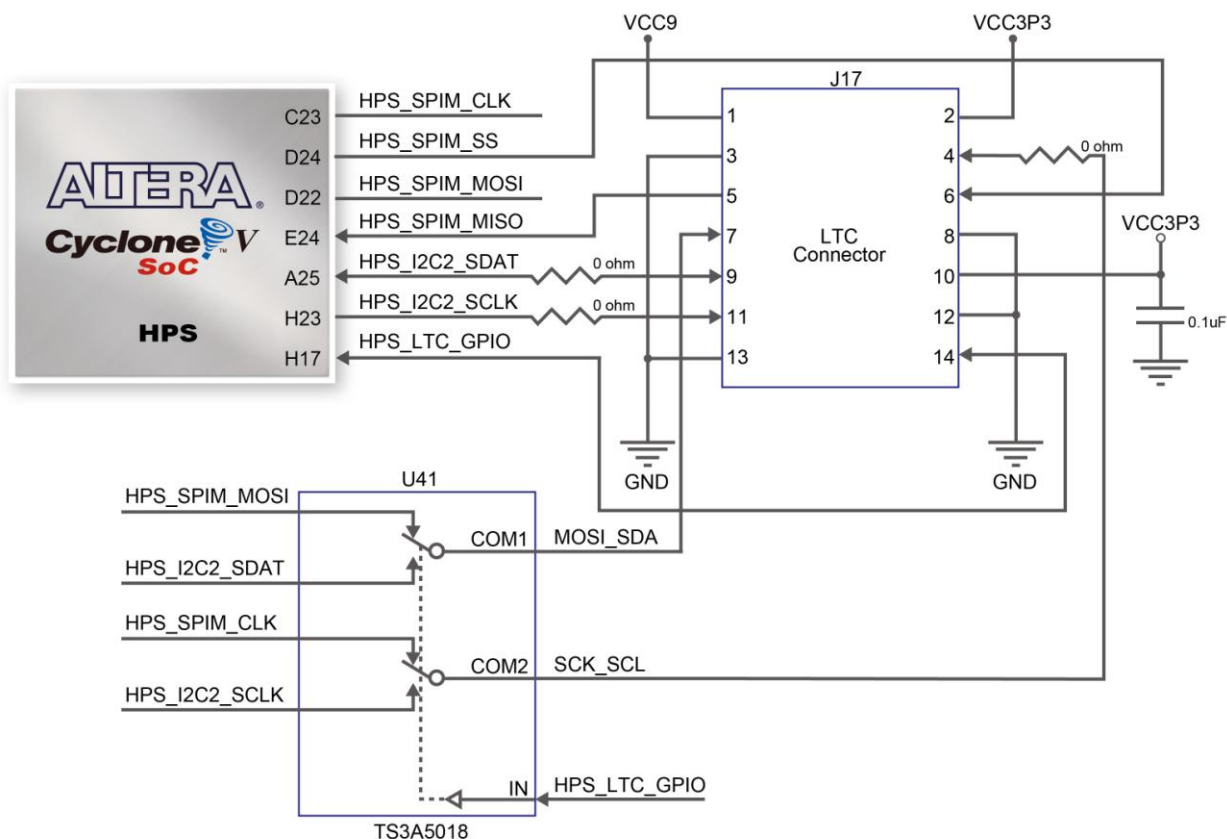 VCC9
VCC3P3
J17
C23
HPS_SPIM_CLK
1
2
D24
HPS_SPIM_SS
3
4
0 ohm
ALTERA®
D22
HPS_SPIM_MOSI
5
6
Cyclone™ V
SoC
E24
HPS_SPIM_MISO
7
LTC
Connector
8
VCC3P3
A25
HPS_I2C2_SDAT
0 ohm
9
10
HPS
H23
HPS_I2C2_SCLK
0 ohm
11
12
0.1uF
H17
HPS_LTC_GPIO
13
14
GND
GND
U41
HPS_SPIM_MOSI
COM1
MOSI_SDA
HPS_I2C2_SDAT
HPS_SPIM_CLK
COM2
SCK_SCL
HPS_I2C2_SCLK
IN
HPS_LTC_GPIO
TS3A5018